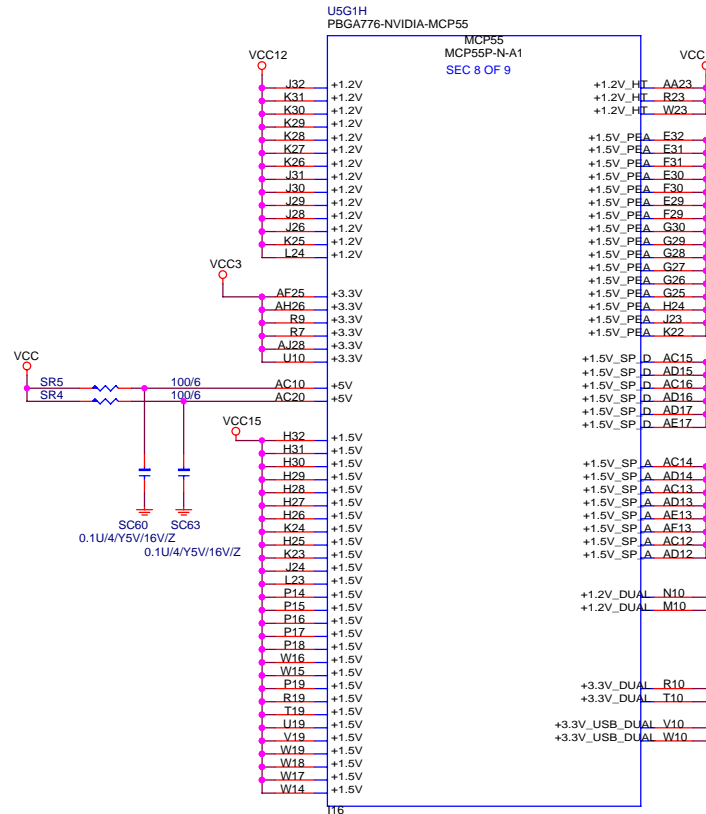 U5G1H
PBGA776-NVIDIA-MCP55
MCP55
MCP55P-N-A1
SEC 8 OF 9
VCC12
J32 +1.2V
K31 +1.2V
K30 +1.2V
K29 +1.2V
K28 +1.2V
K27 +1.2V
K26 +1.2V
J31 +1.2V
J30 +1.2V
J29 +1.2V
J28 +1.2V
J26 +1.2V
K25 +1.2V
L24 +1.2V
VCC3
AF25 +3.3V
AH26 +3.3V
R9 +3.3V
R7 +3.3V
AJ28 +3.3V
U10 +3.3V
VCC
SR5 100/6 AC10 +5V
SR4 100/6 AC20 +5V
VCC15
H32 +1.5V
H31 +1.5V
H30 +1.5V
H29 +1.5V
H28 +1.5V
H27 +1.5V
H26 +1.5V
K24 +1.5V
H25 +1.5V
K23 +1.5V
J24 +1.5V
L23 +1.5V
P14 +1.5V
P15 +1.5V
P16 +1.5V
P17 +1.5V
P18 +1.5V
W16 +1.5V
W15 +1.5V
P19 +1.5V
R19 +1.5V
T19 +1.5V
U19 +1.5V
V19 +1.5V
W19 +1.5V
W18 +1.5V
W17 +1.5V
W14 +1.5V
SC60
0.1U/4/Y5V/16V/Z
SC63
0.1U/4/Y5V/16V/Z
VCC
+1.2V_HT AA23
+1.2V_HT R23
+1.2V_HT W23
+1.5V_PEA E32
+1.5V_PEA E31
+1.5V_PEA F31
+1.5V_PEA E30
+1.5V_PEA F30
+1.5V_PEA E29
+1.5V_PEA F29
+1.5V_PEA G30
+1.5V_PEA G29
+1.5V_PEA G28
+1.5V_PEA G27
+1.5V_PEA G26
+1.5V_PEA G25
+1.5V_PEA H24
+1.5V_PEA J23
+1.5V_PEA K22
+1.5V_SP_D AC15
+1.5V_SP_D AD15
+1.5V_SP_D AC16
+1.5V_SP_D AD16
+1.5V_SP_D AD17
+1.5V_SP_D AE17
+1.5V_SP_A AC14
+1.5V_SP_A AD14
+1.5V_SP_A AC13
+1.5V_SP_A AD13
+1.5V_SP_A AE13
+1.5V_SP_A AF13
+1.5V_SP_A AC12
+1.5V_SP_A AD12
+1.2V_DUAL N10
+1.2V_DUAL M10
+3.3V_DUAL R10
+3.3V_DUAL T10
+3.3V_USB_DUAL V10
+3.3V_USB_DUAL W10
I16